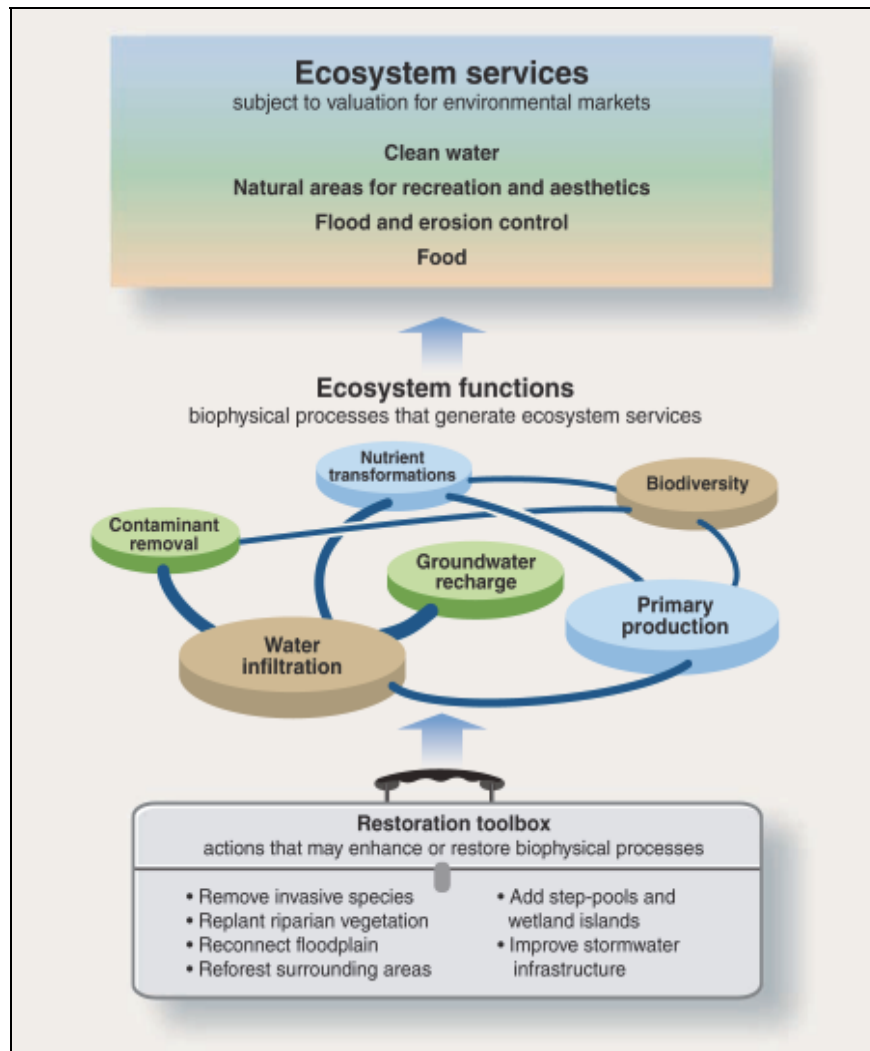 Ecosystem services
subject to valuation for environmental markets
Clean water
Natural areas for recreation and aesthetics
Flood and erosion control
Food
Ecosystem functions
biophysical processes that generate ecosystem services
Nutrient
transformations
Biodiversity
Contaminant
removal
Groundwater
recharge
Primary
production
Water
infiltration
Restoration toolbox
actions that may enhance or restore biophysical processes
• Remove invasive species
• Replant riparian vegetation
• Reconnect floodplain
• Reforest surrounding areas
• Add step-pools and
wetland islands
• Improve stormwater
infrastructure